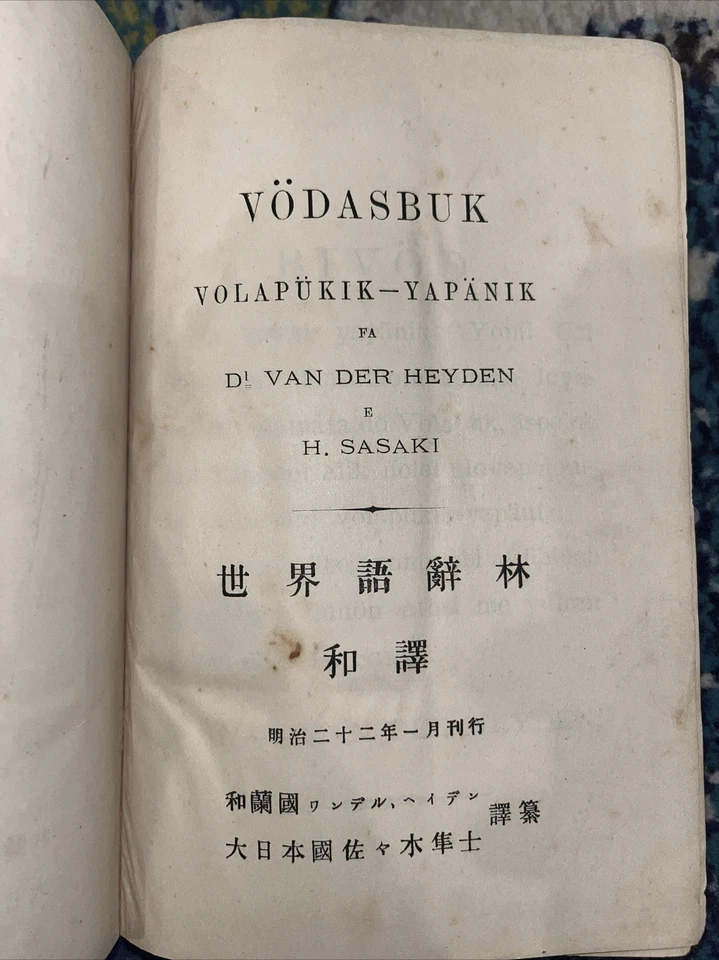 VÖDASBUK
VOLAPÜKIK—YAPÄNIK
FA
Dl VAN DER HEYDEN
E
H. SASAKI
世界語辭林
和譯
明治二十二年一月刊行
和蘭國ワンデル、ヘイデン
大日本國佐々木隼士
譯纂